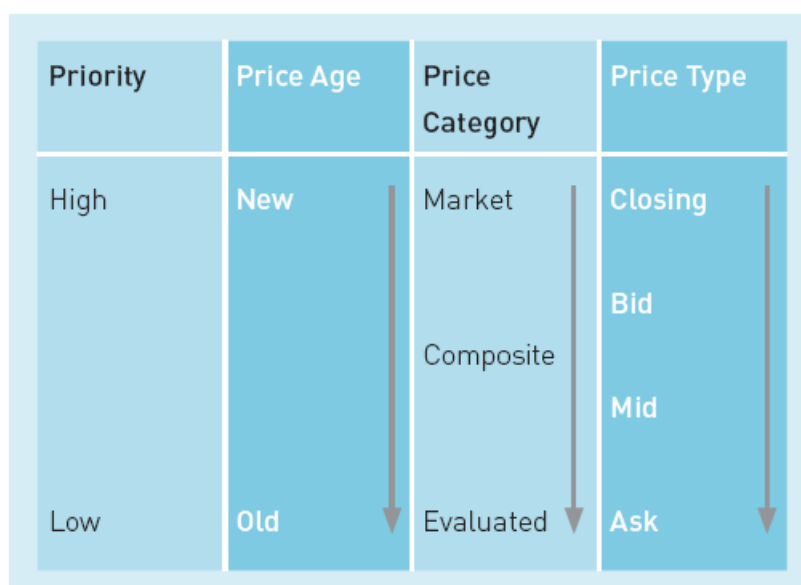 Priority
Price Age
Price
Category
Price Type
High
New
Market
Closing
Bid
Composite
Mid
Low
Old
Evaluated
Ask